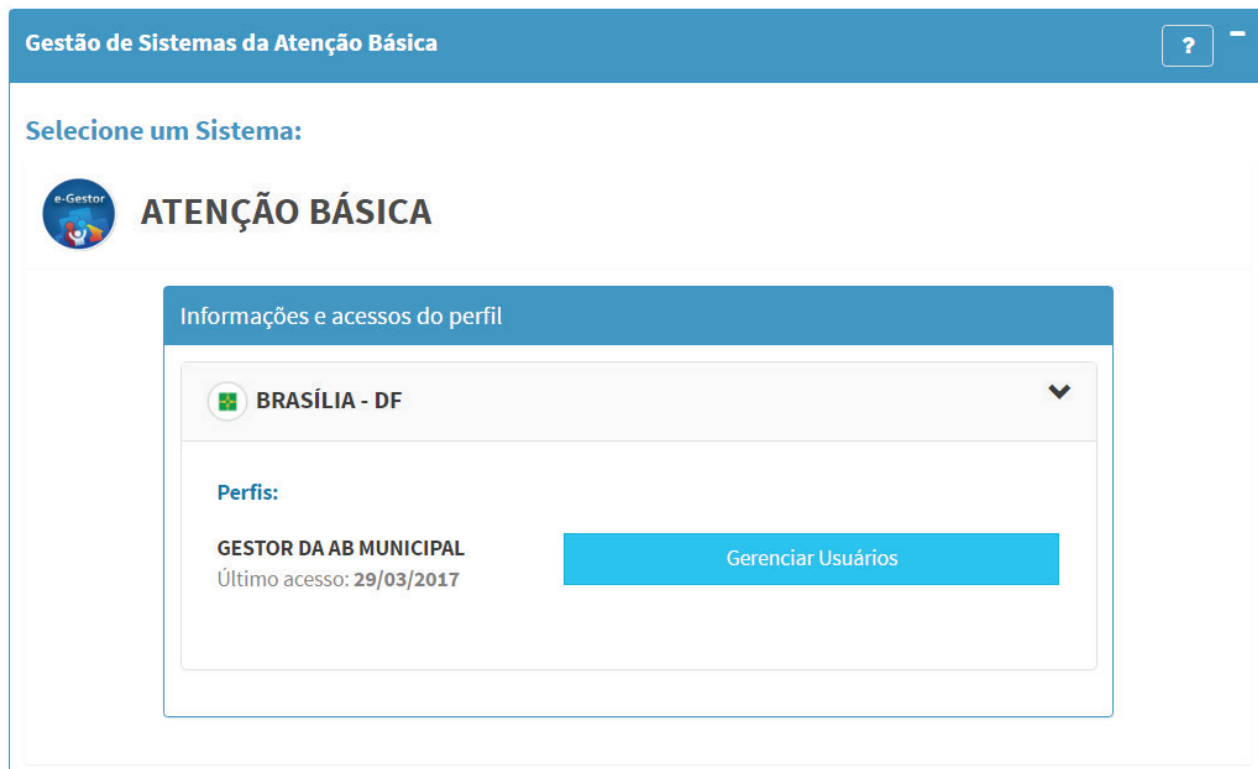 Gestão de Sistemas da Atenção Básica
?
Selecione um Sistema:
e-Gestor
ATENÇÃO BÁSICA
Informações e acessos do perfil
BRASÍLIA - DF
Perfis:
GESTOR DA AB MUNICIPAL
Gerenciar Usuários
Último acesso: 29/03/2017